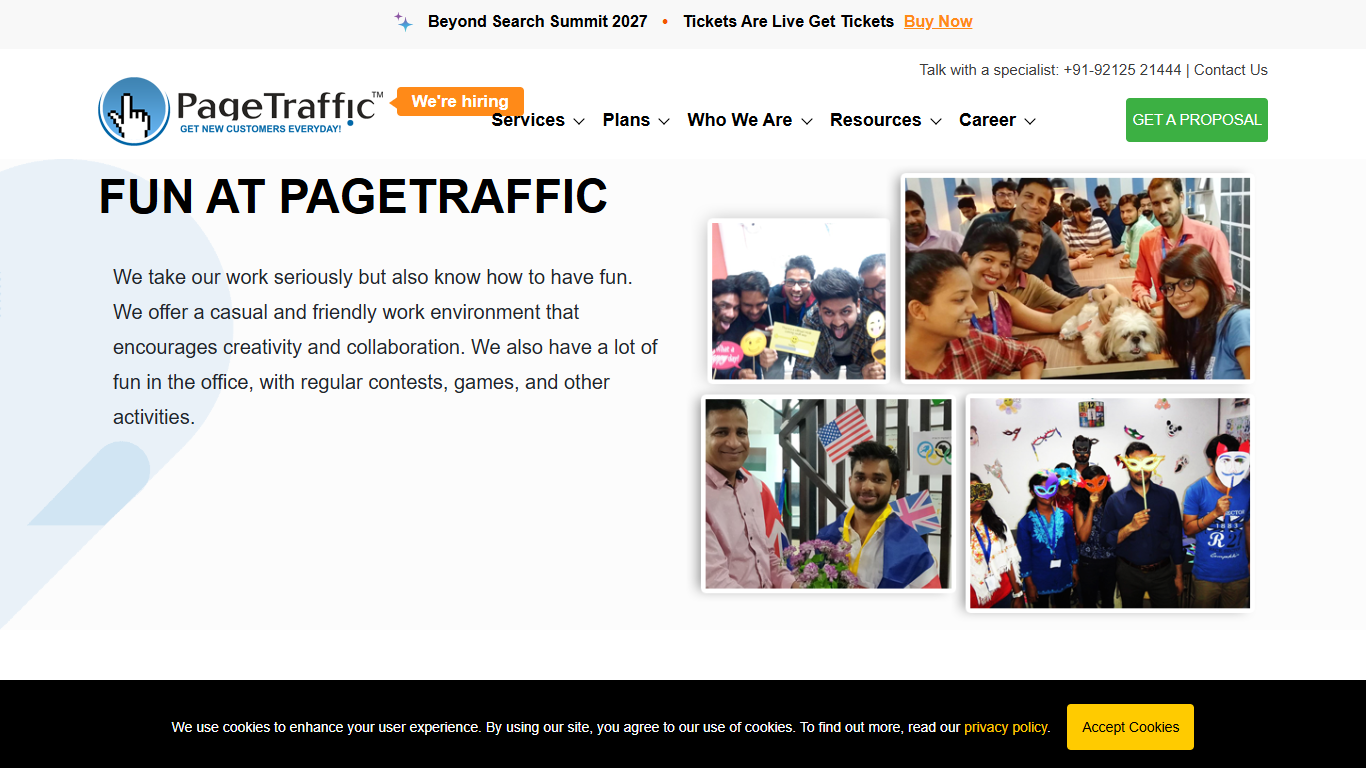 Beyond Search Summit 2027 • Tickets Are Live Get Tickets Buy Now
Talk with a specialist: +91-92125 21444 | Contact Us
PageTraffic™
GET NEW CUSTOMERS EVERYDAY!
We're hiring
Services Plans Who We Are Resources Career
GET A PROPOSAL
FUN AT PAGETRAFFIC
We take our work seriously but also know how to have fun.
We offer a casual and friendly work environment that
encourages creativity and collaboration. We also have a lot of
fun in the office, with regular contests, games, and other
activities.
We use cookies to enhance your user experience. By using our site, you agree to our use of cookies. To find out more, read our privacy policy.
Accept Cookies